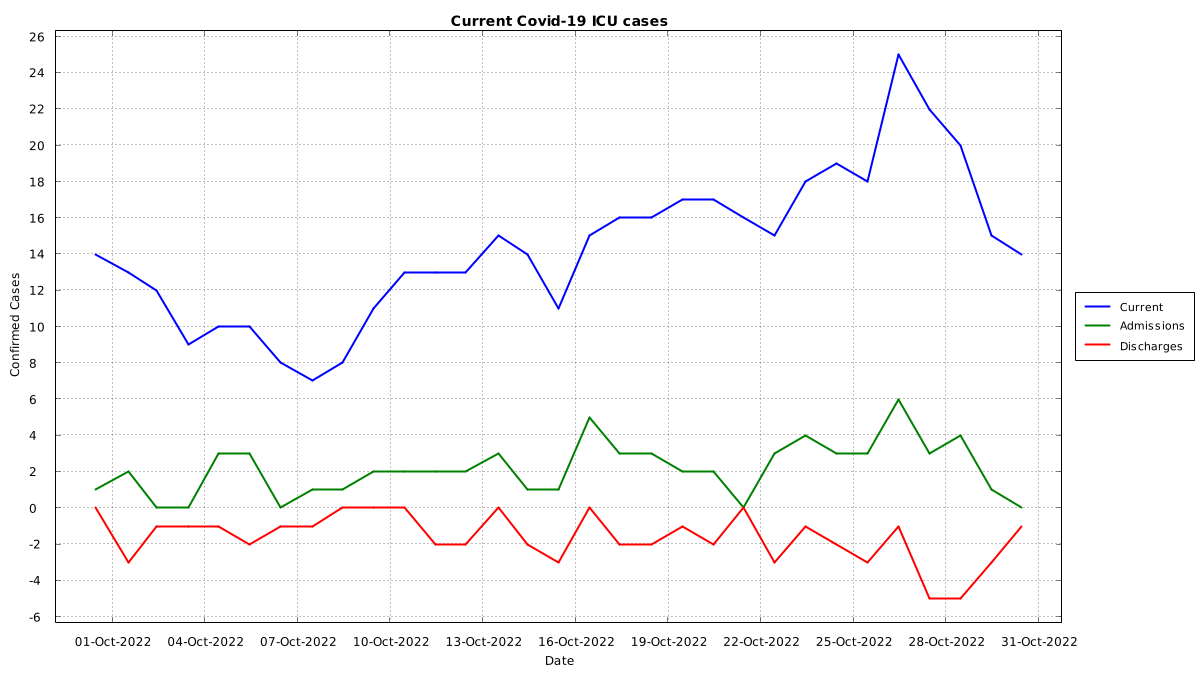 Current Covid-19 ICU cases
26
24
22
20
18
16
14
12
10
8
6
4
2
0
-2
-4
-6
Confirmed Cases
01-Oct-2022 04-Oct-2022 07-Oct-2022 10-Oct-2022 13-Oct-2022 16-Oct-2022 19-Oct-2022 22-Oct-2022 25-Oct-2022 28-Oct-2022 31-Oct-2022
Date
Current
Admissions
Discharges